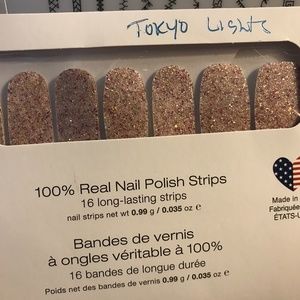 TOKYO LIGHTS
100% Real Nail Polish Strips
16 long-lasting strips
nail strips net wt 0.99 g / 0.035 oz e
Made in
Fabriquée
ÉTATS-U
Bandes de vernis
à ongles véritable à 100%
16 bandes de longue durée
Poids net des bandes de vernis 0.99 g / 0.035 oz e